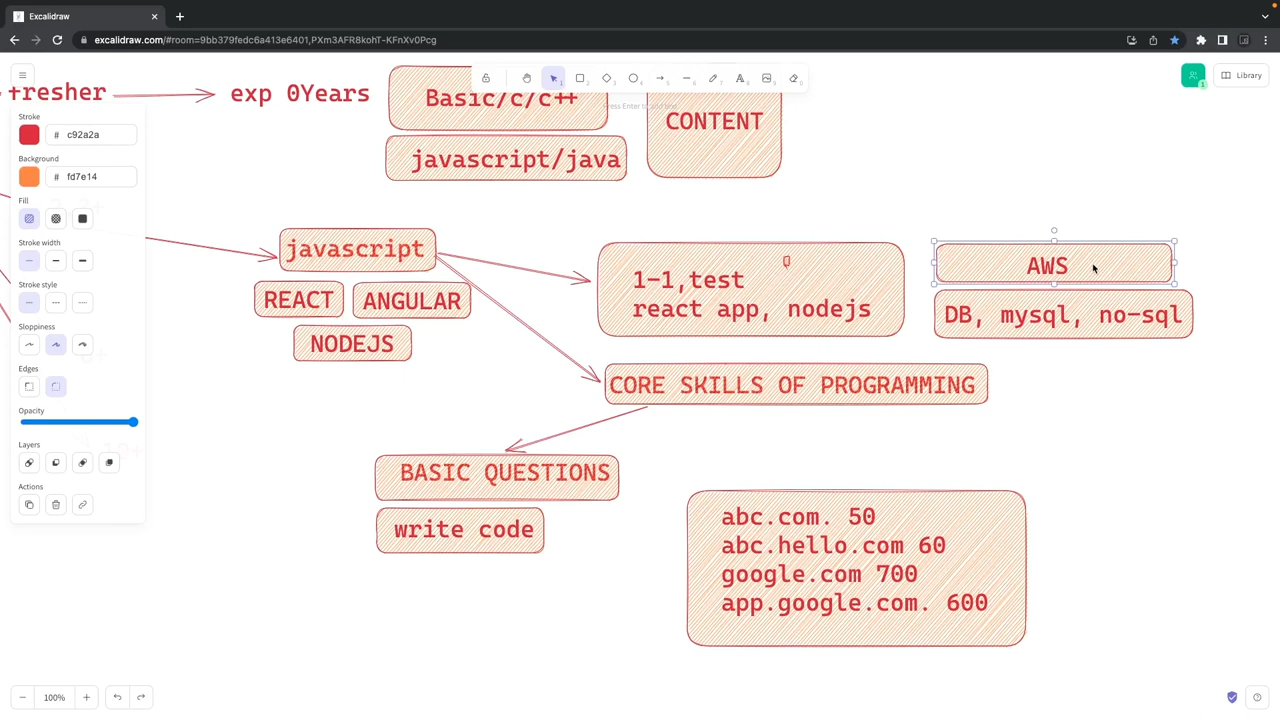 Excalidraw
excalidraw.com/#room=9bb379fedc6a413e6401,PXm3AFR8kohT-KFnXv0Pcg
Library
1
fresher
exp 0Years
Basic/c/c++
javascript/java
CONTENT
Stroke
# c92a2a
Background
# fd7e14
Fill
Stroke width
Stroke style
Sloppiness
Edges
Opacity
Layers
Actions
javascript
REACT
ANGULAR
NODEJS
1-1,test
react app, nodejs
AWS
DB, mysql, no-sql
CORE SKILLS OF PROGRAMMING
BASIC QUESTIONS
write code
abc.com. 50
abc.hello.com 60
google.com 700
app.google.com. 600
100%